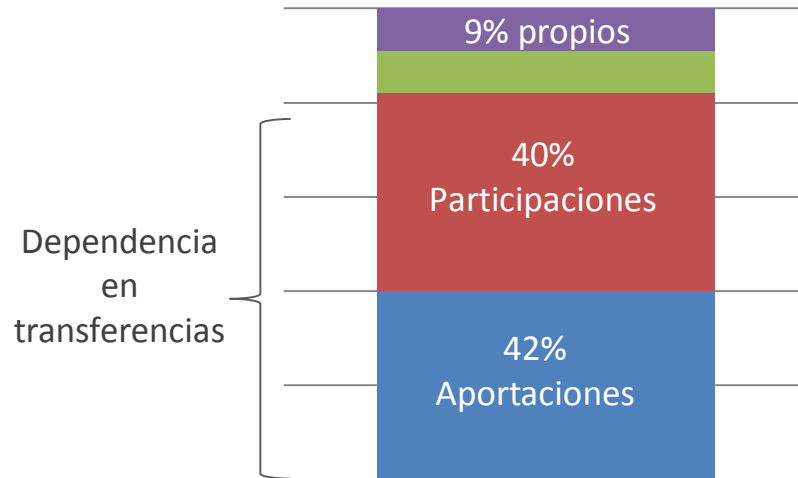 9% propios
40%
Participaciones
Dependencia
en
transferencias
42%
Aportaciones